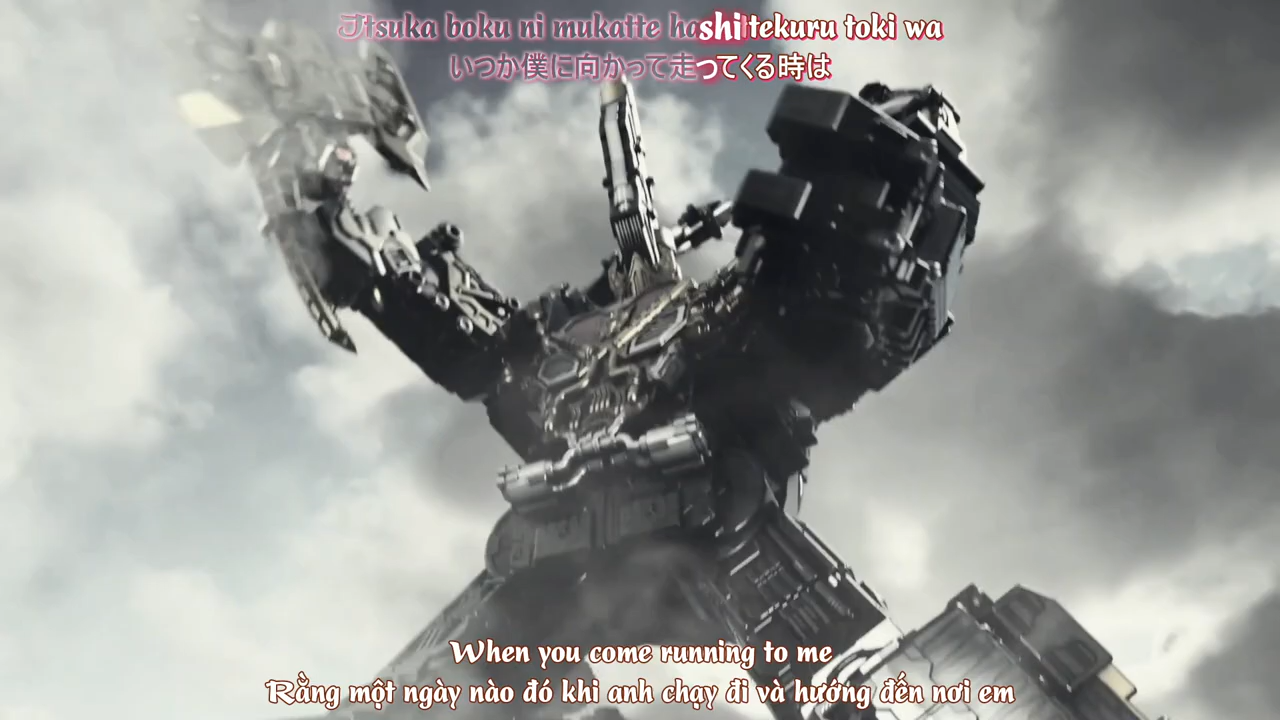 Itsuka boku ni mukatte hashittekuru toki wa
いつか僕に向かって走ってくる時は
When you come running to me
Rằng một ngày nào đó khi anh chạy đi và hướng đến nơi em